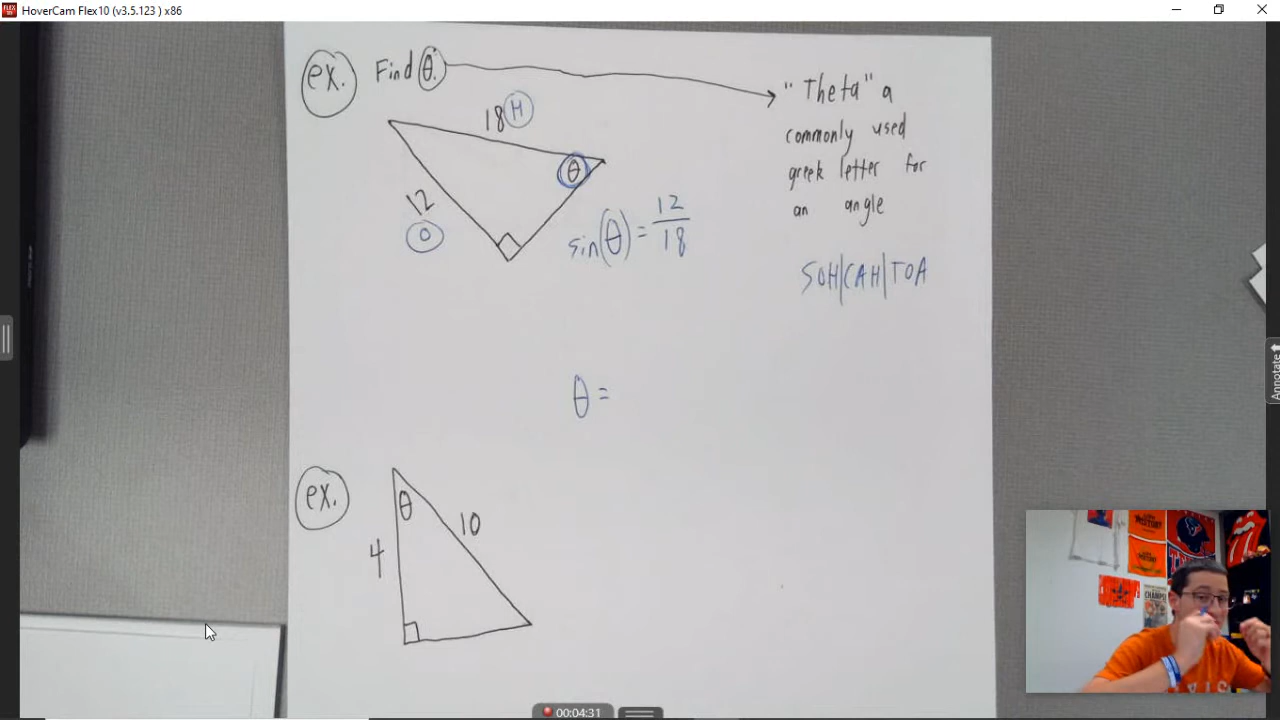 HoverCam Flex10 (v3.5.123 ) x86
ex. Find θ.
"Theta" a
commonly used
greek letter for
an angle
18 H
θ
12
O
sin(θ) = 12/18
SOH|CAH|TOA
θ =
ex.
θ
10
4
Annotate
00:04:31